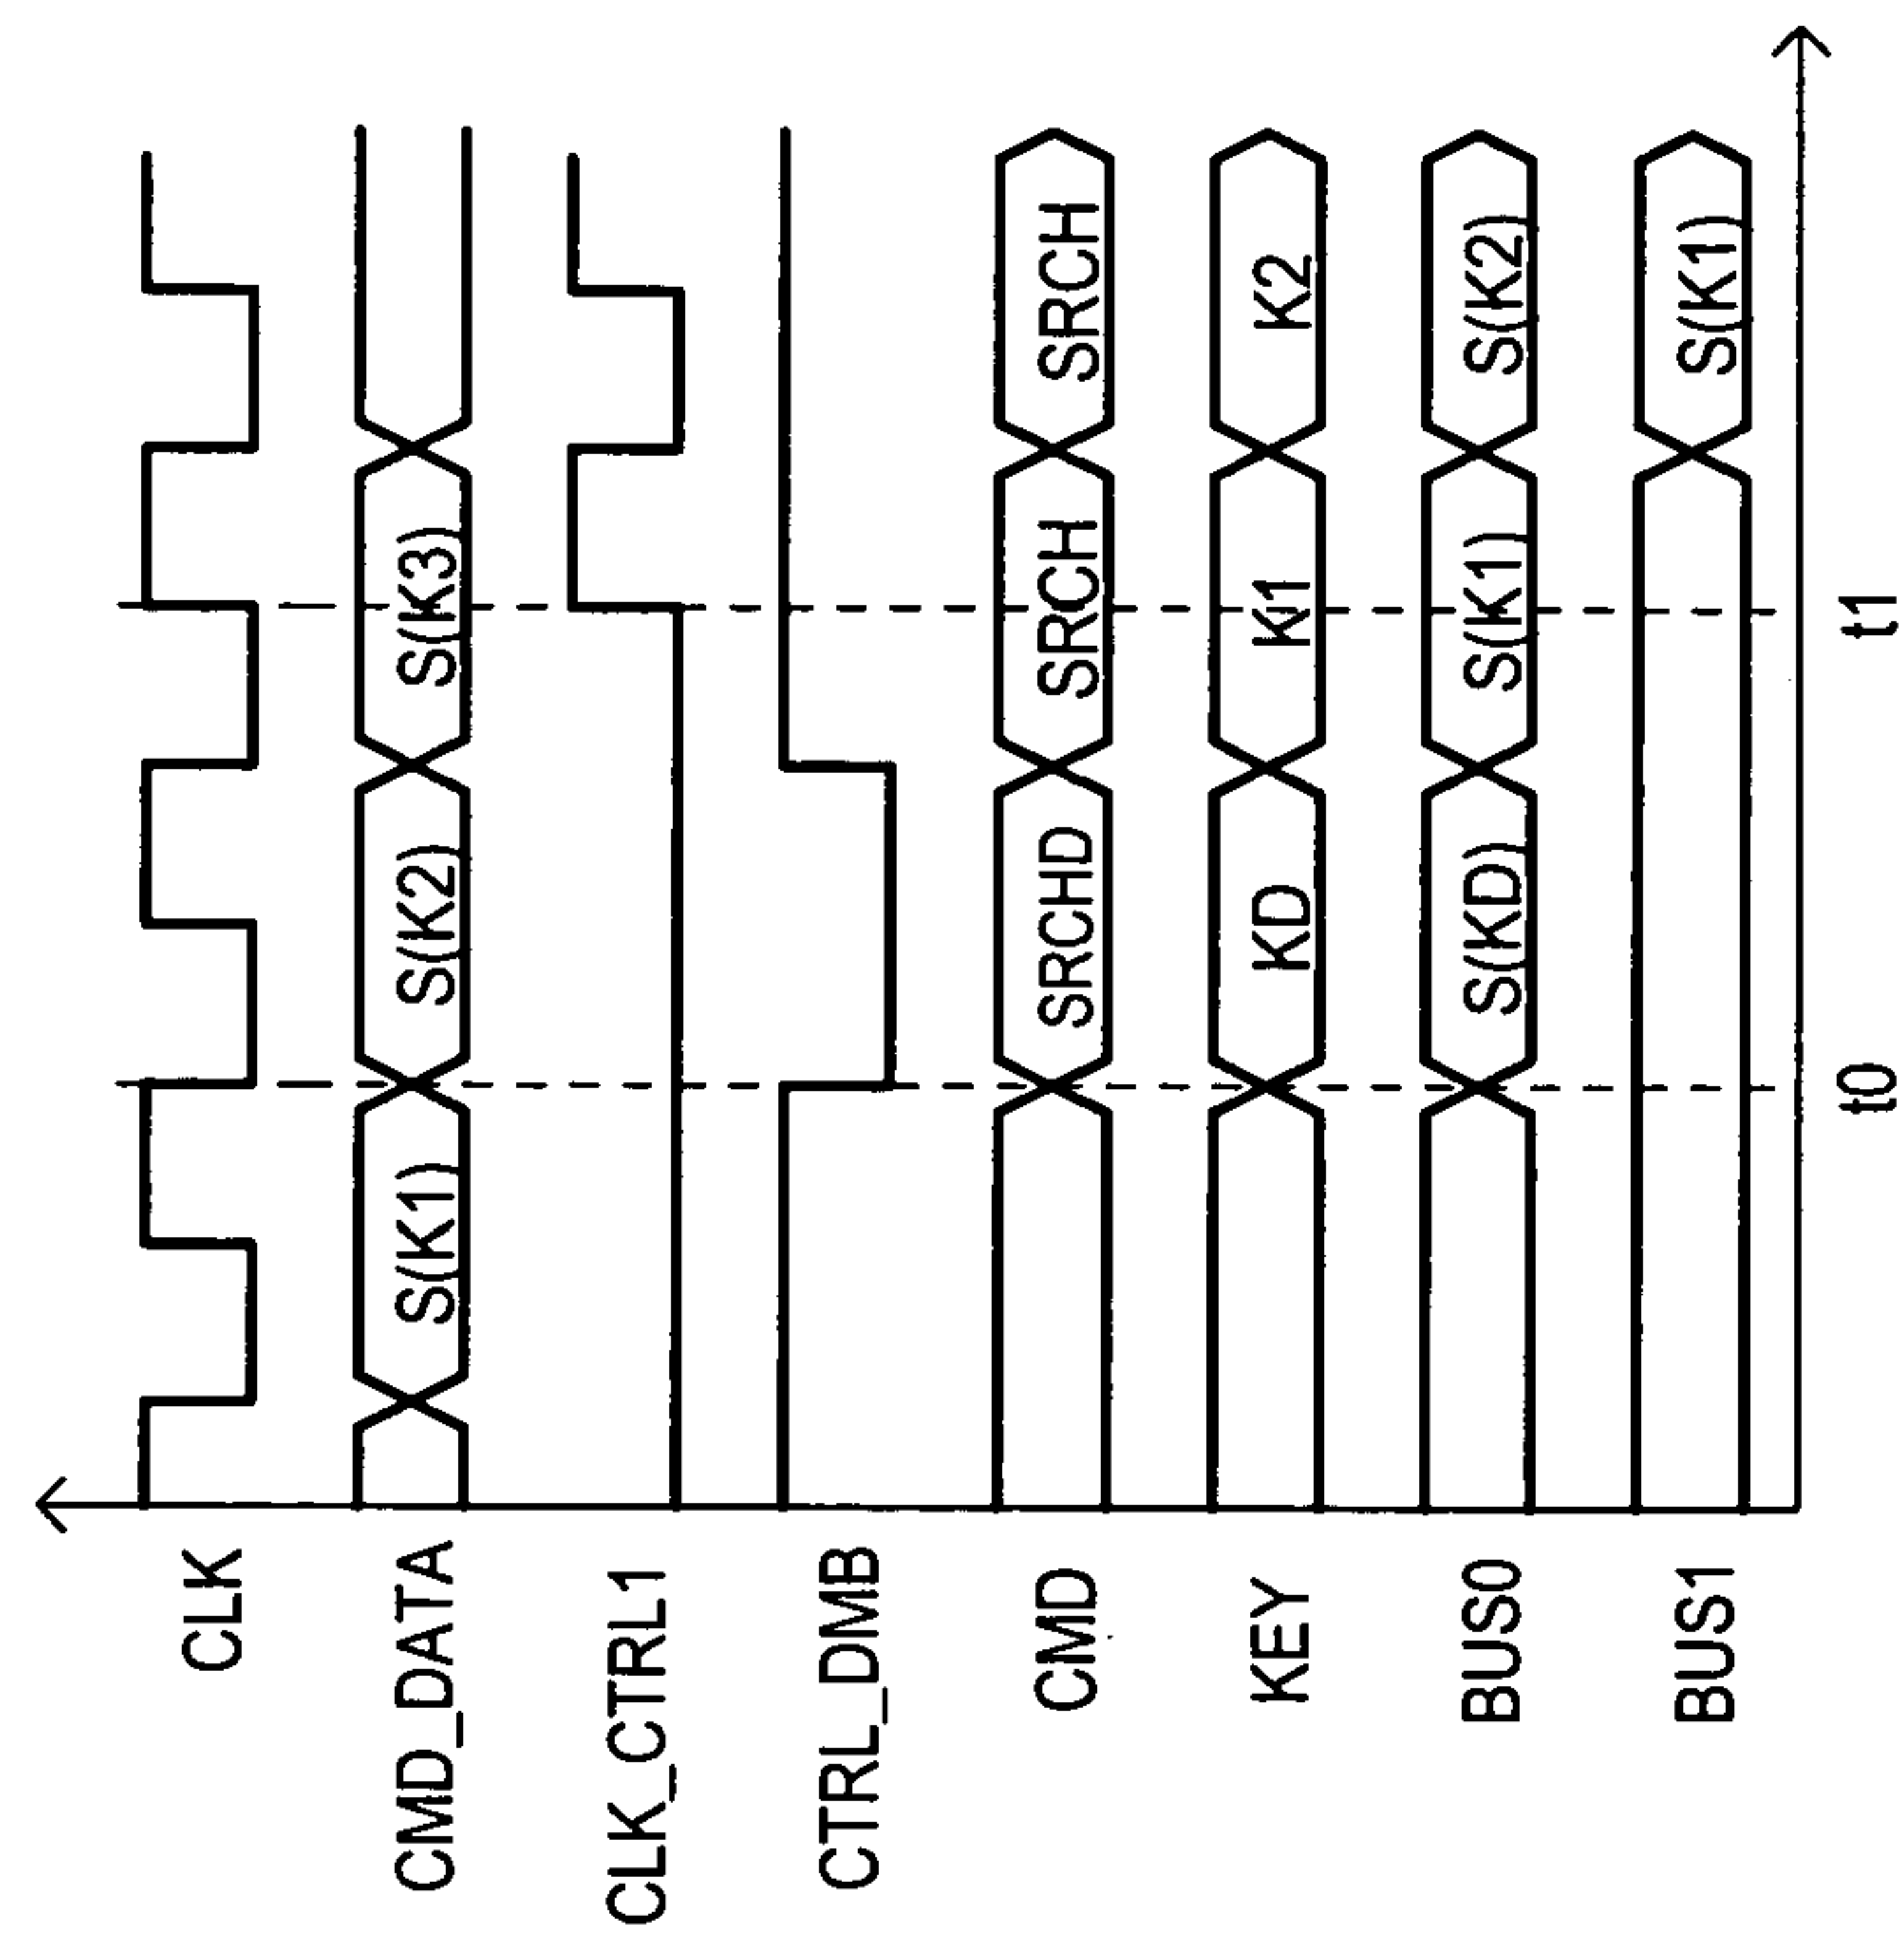 CLK
CMD_DATA S(K1) S(K2) S(K3)
CLK_CTRL1
CTRL_DMB
CMD SRCHD SRCH SRCH
KEY KD K1 K2
BUS0 S(KD) S(K1) S(K2)
BUS1 S(K1)
t0 t1